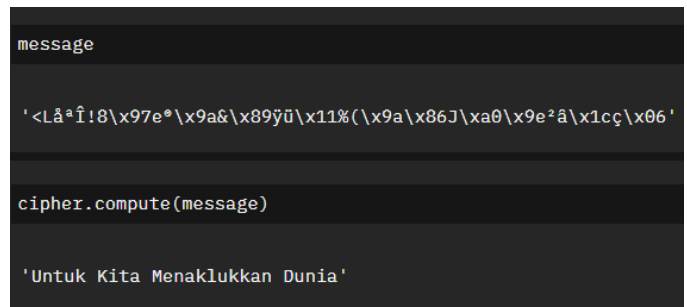 message
'<LåªÎ!8\x97e®\x9a&\x89ÿü\x11%(\x9a\x86J\xa0\x9e²â\x1cç\x06'
cipher.compute(message)
'Untuk Kita Menaklukkan Dunia'